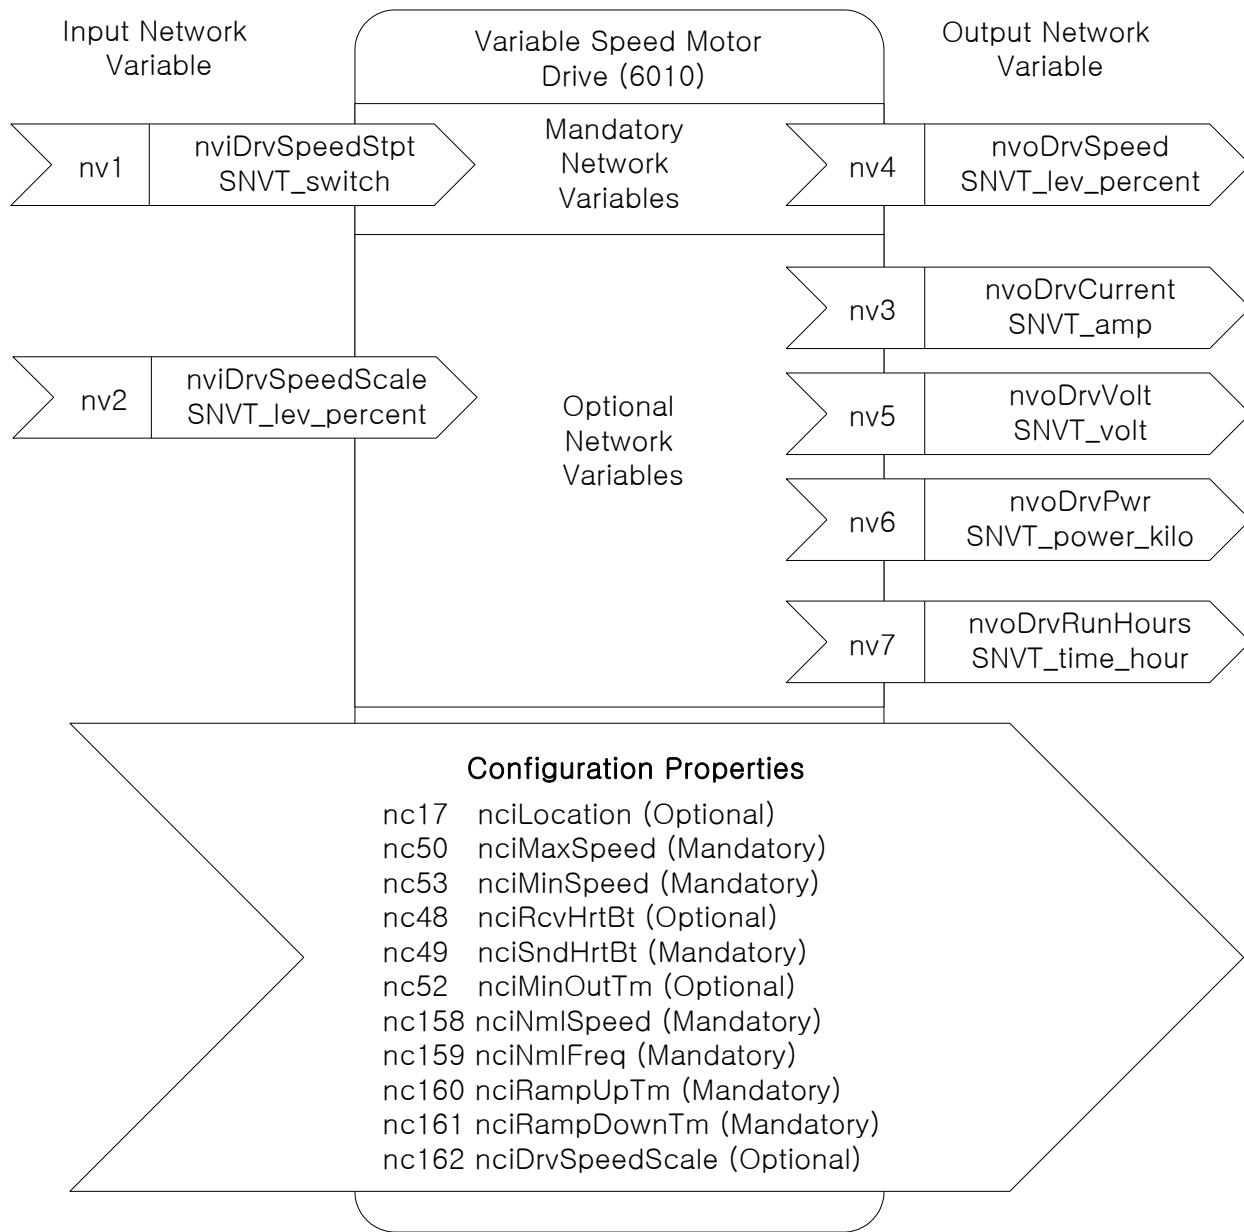 Input Network
Variable
Variable Speed Motor
Drive (6010)
Output Network
Variable
nv1
nviDrvSpeedStpt
SNVT_switch
Mandatory
Network
Variables
nv4
nvoDrvSpeed
SNVT_lev_percent
nv3
nvoDrvCurrent
SNVT_amp
nv2
nviDrvSpeedScale
SNVT_lev_percent
Optional
Network
Variables
nv5
nvoDrvVolt
SNVT_volt
nv6
nvoDrvPwr
SNVT_power_kilo
nv7
nvoDrvRunHours
SNVT_time_hour
Configuration Properties
nc17 nciLocation (Optional)
nc50 nciMaxSpeed (Mandatory)
nc53 nciMinSpeed (Mandatory)
nc48 nciRcvHrtBt (Optional)
nc49 nciSndHrtBt (Mandatory)
nc52 nciMinOutTm (Optional)
nc158 nciNmlSpeed (Mandatory)
nc159 nciNmlFreq (Mandatory)
nc160 nciRampUpTm (Mandatory)
nc161 nciRampDownTm (Mandatory)
nc162 nciDrvSpeedScale (Optional)